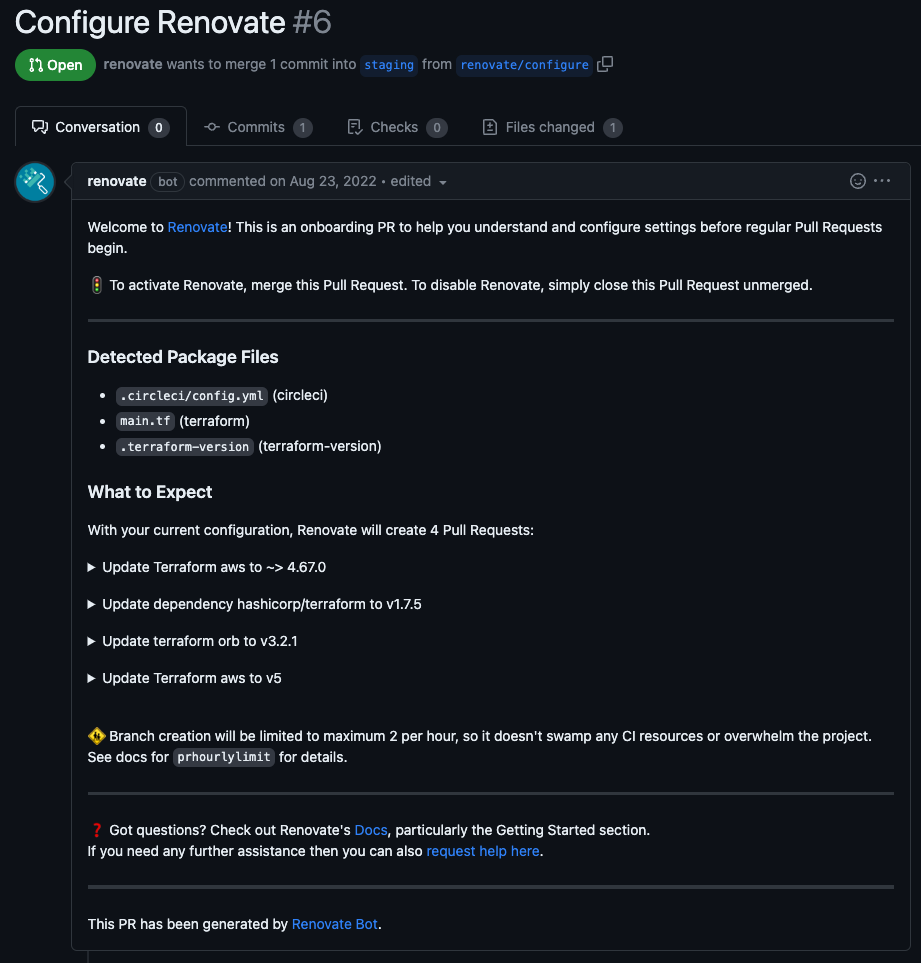 Configure Renovate #6
Open renovate wants to merge 1 commit into staging from renovate/configure
Conversation 0 Commits 1 Checks 0 Files changed 1
renovate bot commented on Aug 23, 2022 • edited
Welcome to Renovate! This is an onboarding PR to help you understand and configure settings before regular Pull Requests
begin.
🚦 To activate Renovate, merge this Pull Request. To disable Renovate, simply close this Pull Request unmerged.
Detected Package Files
• .circleci/config.yml (circleci)
• main.tf (terraform)
• .terraform-version (terraform-version)
What to Expect
With your current configuration, Renovate will create 4 Pull Requests:
▶ Update Terraform aws to ~> 4.67.0
▶ Update dependency hashicorp/terraform to v1.7.5
▶ Update terraform orb to v3.2.1
▶ Update Terraform aws to v5
🚸 Branch creation will be limited to maximum 2 per hour, so it doesn't swamp any CI resources or overwhelm the project.
See docs for prhourlylimit for details.
❓ Got questions? Check out Renovate's Docs, particularly the Getting Started section.
If you need any further assistance then you can also request help here.
This PR has been generated by Renovate Bot.